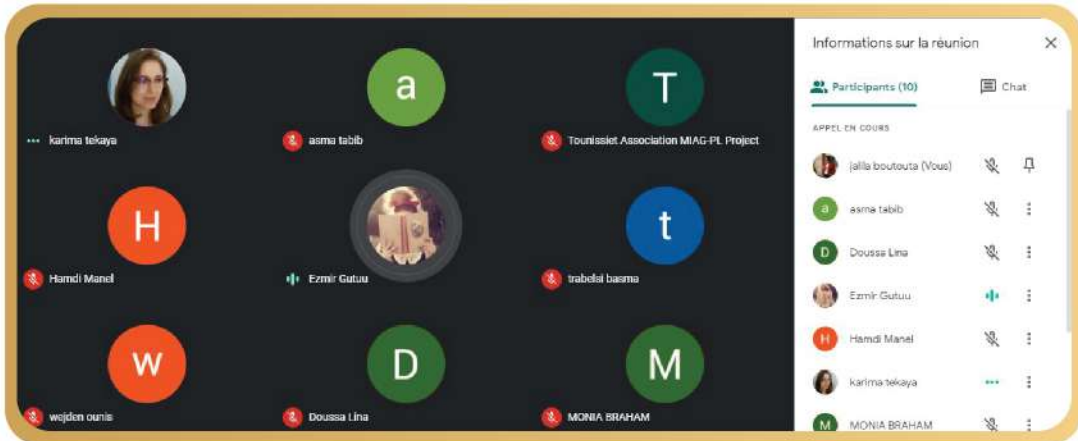 a
T
karima tekaya
asma tabib
Tounissiet Association MIAG-PL Project
H
t
Hamdi Manel
Ezmir Gutuu
trabelsi basma
W
D
M
wejden ounis
Doussa Lina
MONIA BRAHAM
Informations sur la réunion
Participants (10)
Chat
APPEL EN COURS
jalila boutouta (Vous)
a
asma tabib
D
Doussa Lina
Ezmir Gutuu
H
Hamdi Manel
karima tekaya
M
MONIA BRAHAM